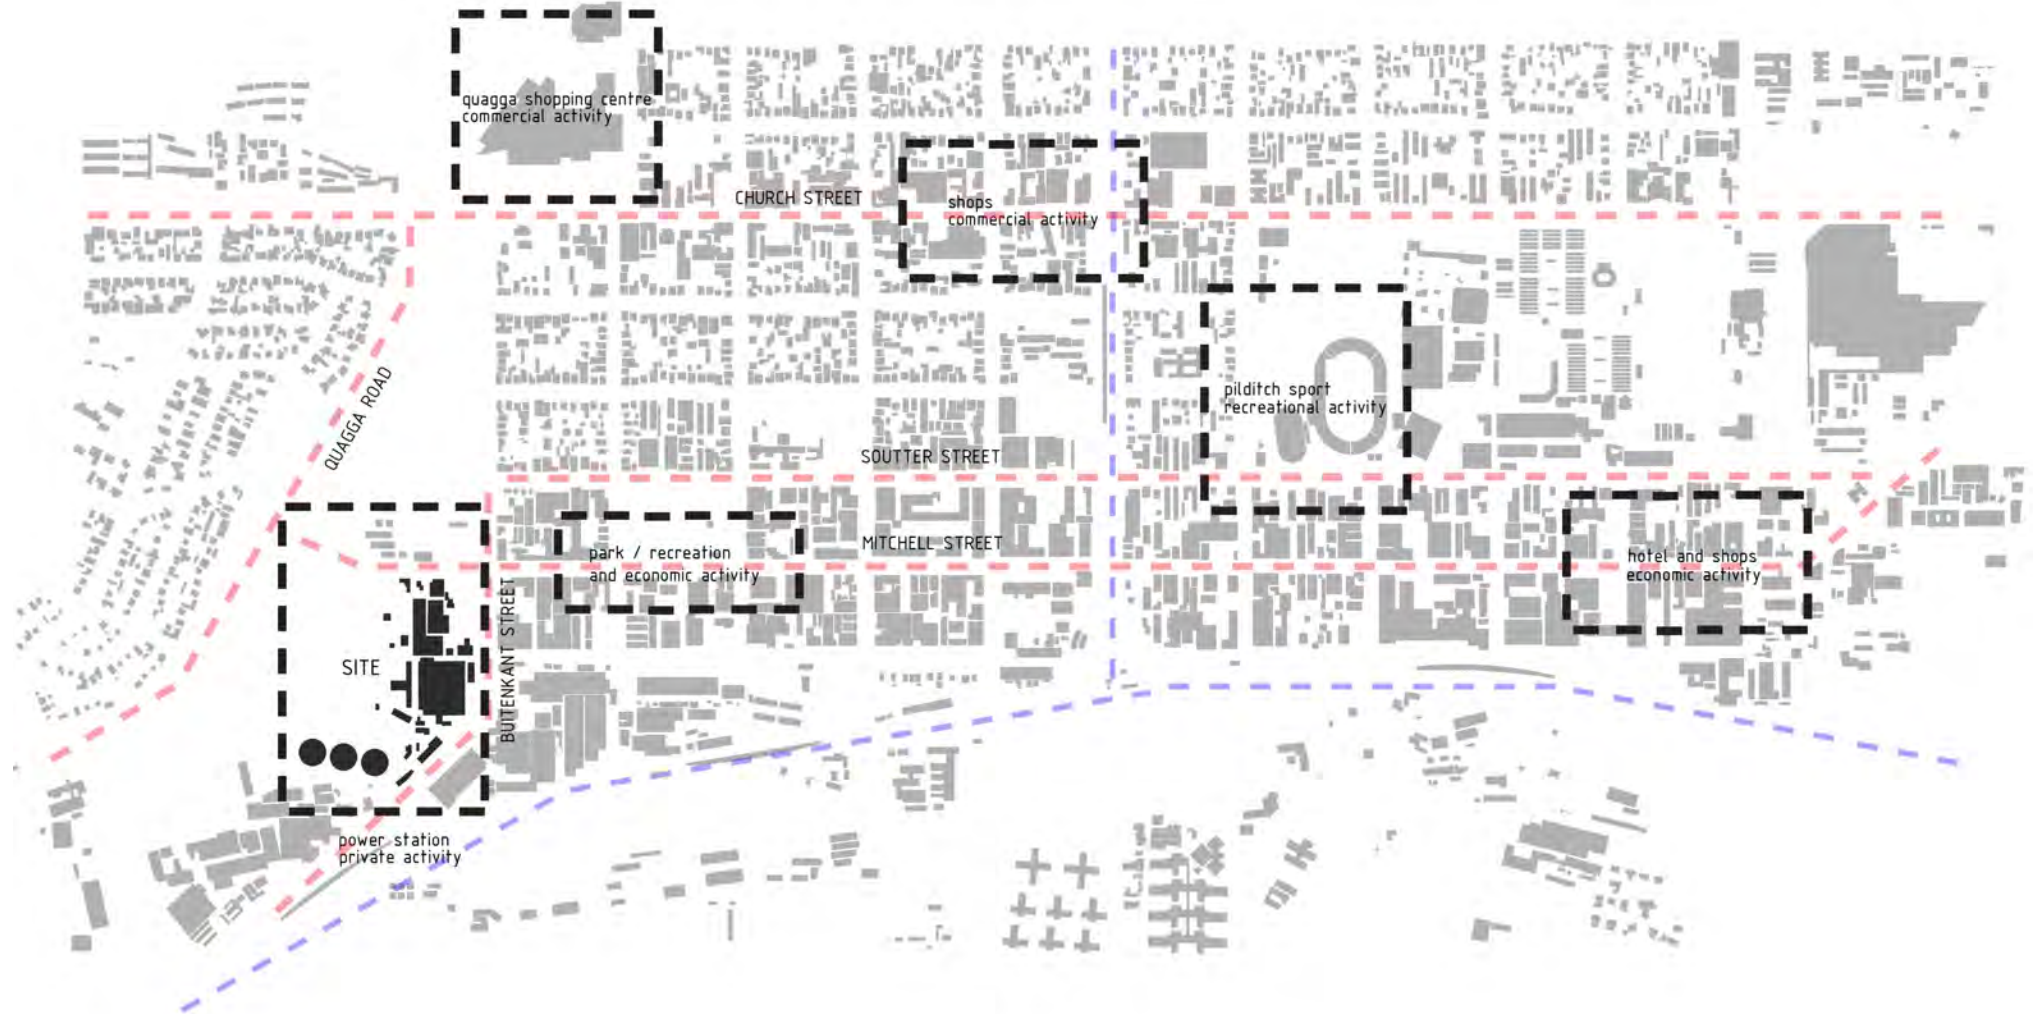 quagga shopping centre
commercial activity
CHURCH STREET
shops
commercial activity
QUAGGA ROAD
pilditch sport
recreational activity
SOUTTER STREET
MITCHELL STREET
park / recreation
and economic activity
hotel and shops
economic activity
BUITENKANT STREET
SITE
power station
private activity